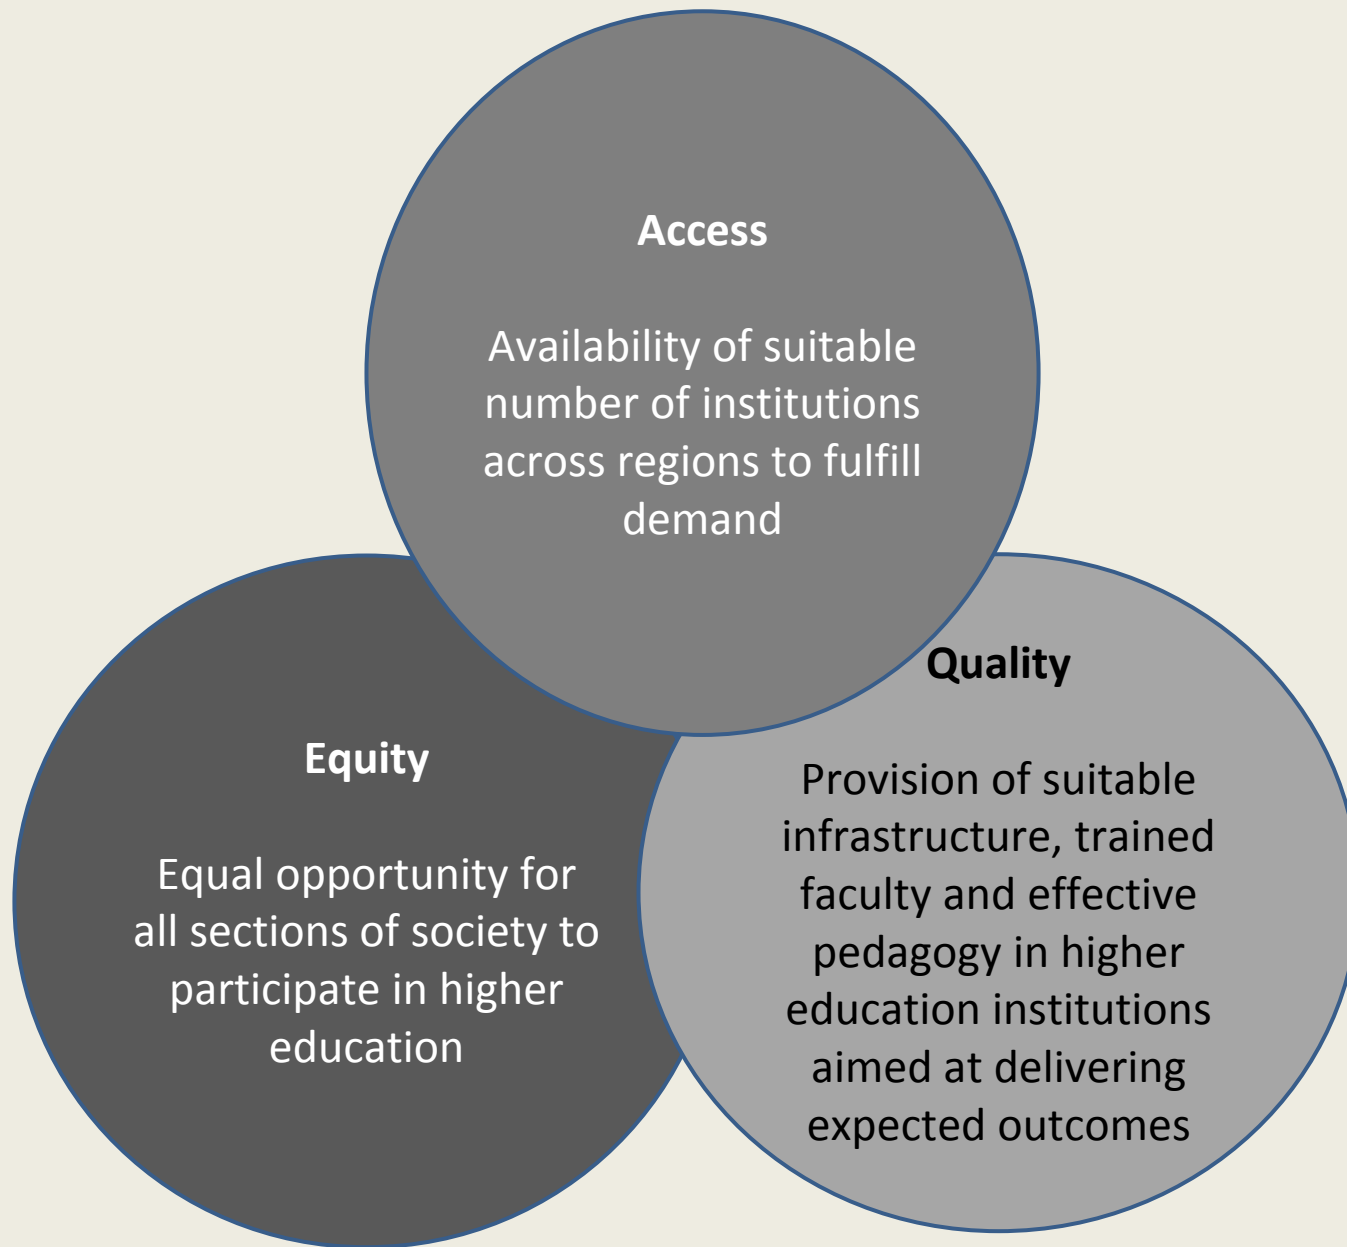 Access
Availability of suitable
number of institutions
across regions to fulfill
demand
Equity
Equal opportunity for
all sections of society to
participate in higher
education
Quality
Provision of suitable
infrastructure, trained
faculty and effective
pedagogy in higher
education institutions
aimed at delivering
expected outcomes